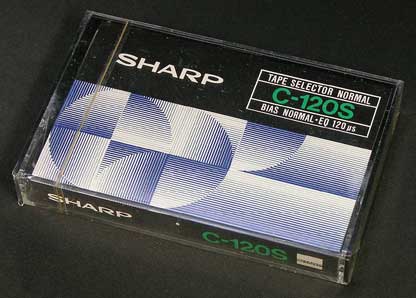 SHARP
TAPE SELECTOR NORMAL
C-120S
BIAS NORMAL·EQ 120µs
SHARP
C-120S